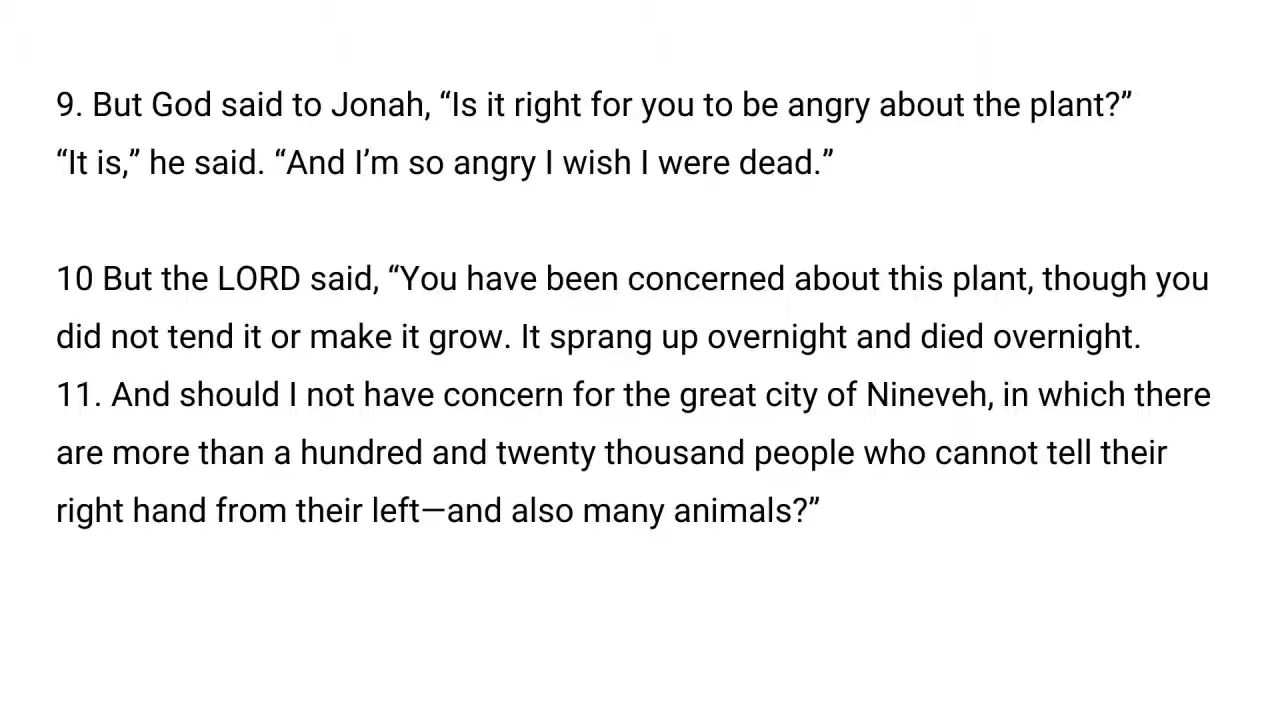 9. But God said to Jonah, “Is it right for you to be angry about the plant?”
“It is,” he said. “And I’m so angry I wish I were dead.”
10 But the LORD said, “You have been concerned about this plant, though you
did not tend it or make it grow. It sprang up overnight and died overnight.
11. And should I not have concern for the great city of Nineveh, in which there
are more than a hundred and twenty thousand people who cannot tell their
right hand from their left—and also many animals?”